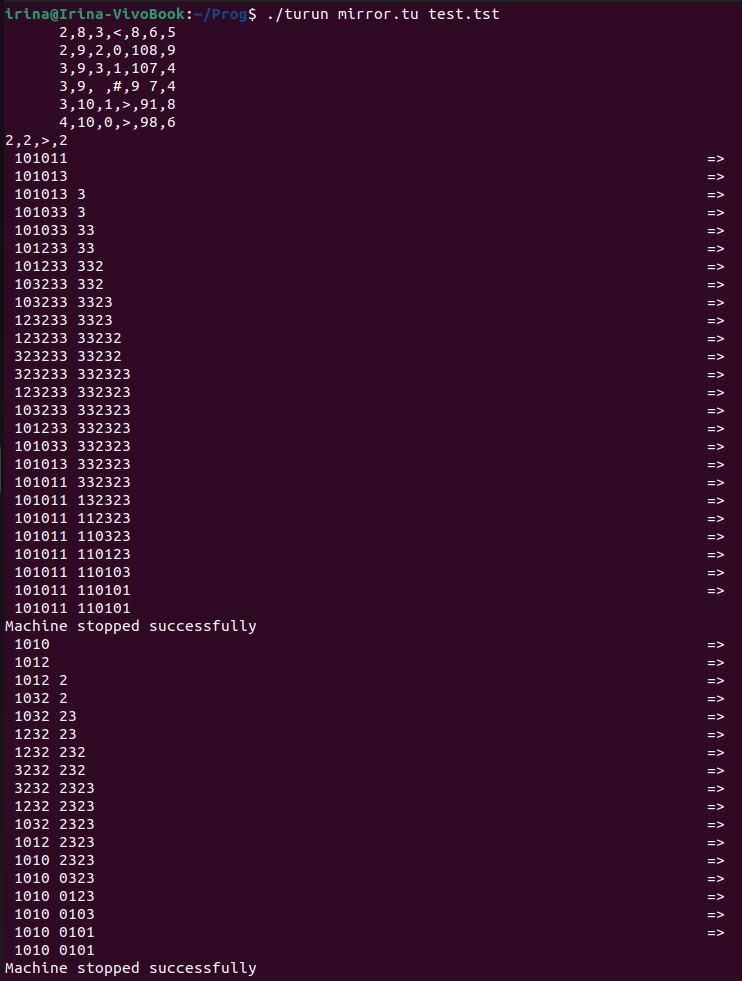 irina@Irina-VivoBook:~/Prog$ ./turun mirror.tu test.tst
      2,8,3,<,8,6,5
      2,9,2,0,108,9
      3,9,3,1,107,4
      3,9, ,#,9 7,4
      3,10,1,>,91,8
      4,10,0,>,98,6
2,2,>,2
 101011 =>
 101013 =>
 101013 3 =>
 101033 3 =>
 101033 33 =>
 101233 33 =>
 101233 332 =>
 103233 332 =>
 103233 3323 =>
 123233 3323 =>
 123233 33232 =>
 323233 33232 =>
 323233 332323 =>
 123233 332323 =>
 103233 332323 =>
 101233 332323 =>
 101033 332323 =>
 101013 332323 =>
 101011 332323 =>
 101011 132323 =>
 101011 112323 =>
 101011 110323 =>
 101011 110123 =>
 101011 110103 =>
 101011 110101 =>
 101011 110101
Machine stopped successfully
 1010 =>
 1012 =>
 1012 2 =>
 1032 2 =>
 1032 23 =>
 1232 23 =>
 1232 232 =>
 3232 232 =>
 3232 2323 =>
 1232 2323 =>
 1032 2323 =>
 1012 2323 =>
 1010 2323 =>
 1010 0323 =>
 1010 0123 =>
 1010 0103 =>
 1010 0101 =>
 1010 0101
Machine stopped successfully